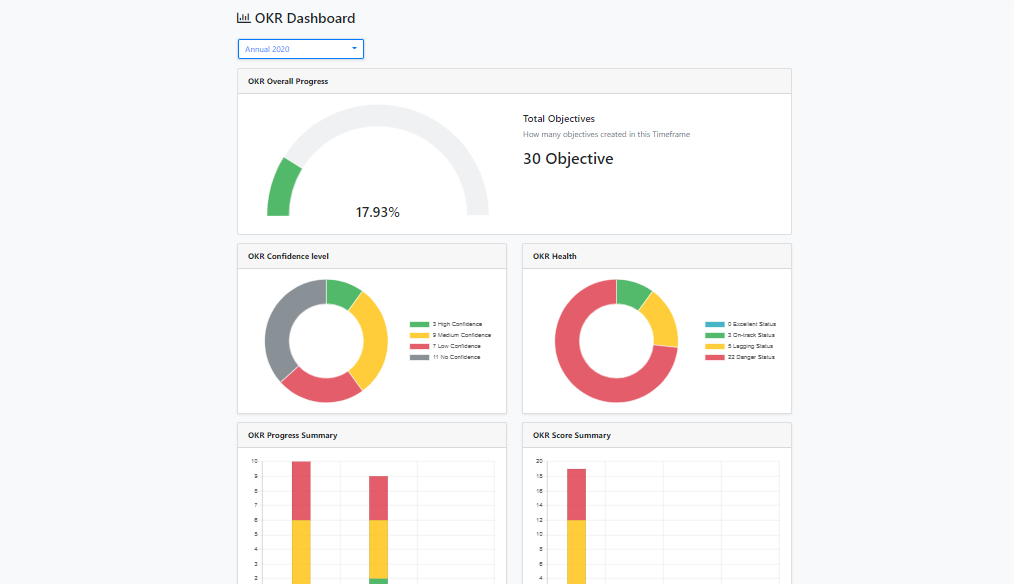 OKR Dashboard
Annual 2020
OKR Overall Progress
17.93%
Total Objectives
How many objectives created in this Timeframe
30 Objective
OKR Confidence level
3 High Confidence
9 Medium Confidence
7 Low Confidence
11 No Confidence
OKR Health
0 Excellent Status
3 On-track Status
5 Lagging Status
22 Danger Status
OKR Progress Summary
10
9
8
7
6
5
4
3
2
OKR Score Summary
20
18
16
14
12
10
8
6
4